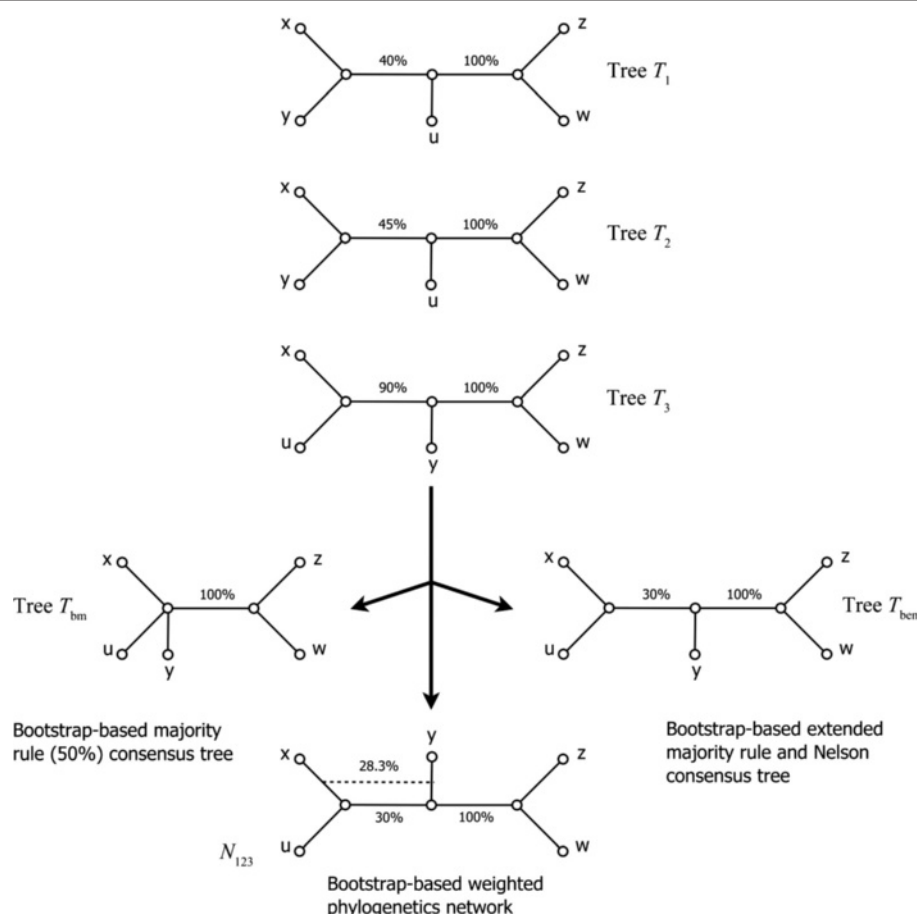 x
z
40%
100%
Tree T1
y
w
u
x
z
45%
100%
Tree T2
y
w
u
x
z
90%
100%
Tree T3
u
w
y
x
z
100%
Tree Tbm
u
w
y
Bootstrap-based majority
rule (50%) consensus tree
x
z
30%
100%
Tree Tben
u
w
y
Bootstrap-based extended
majority rule and Nelson
consensus tree
y
x
z
28.3%
30%
100%
N123
u
w
Bootstrap-based weighted
phylogenetics network